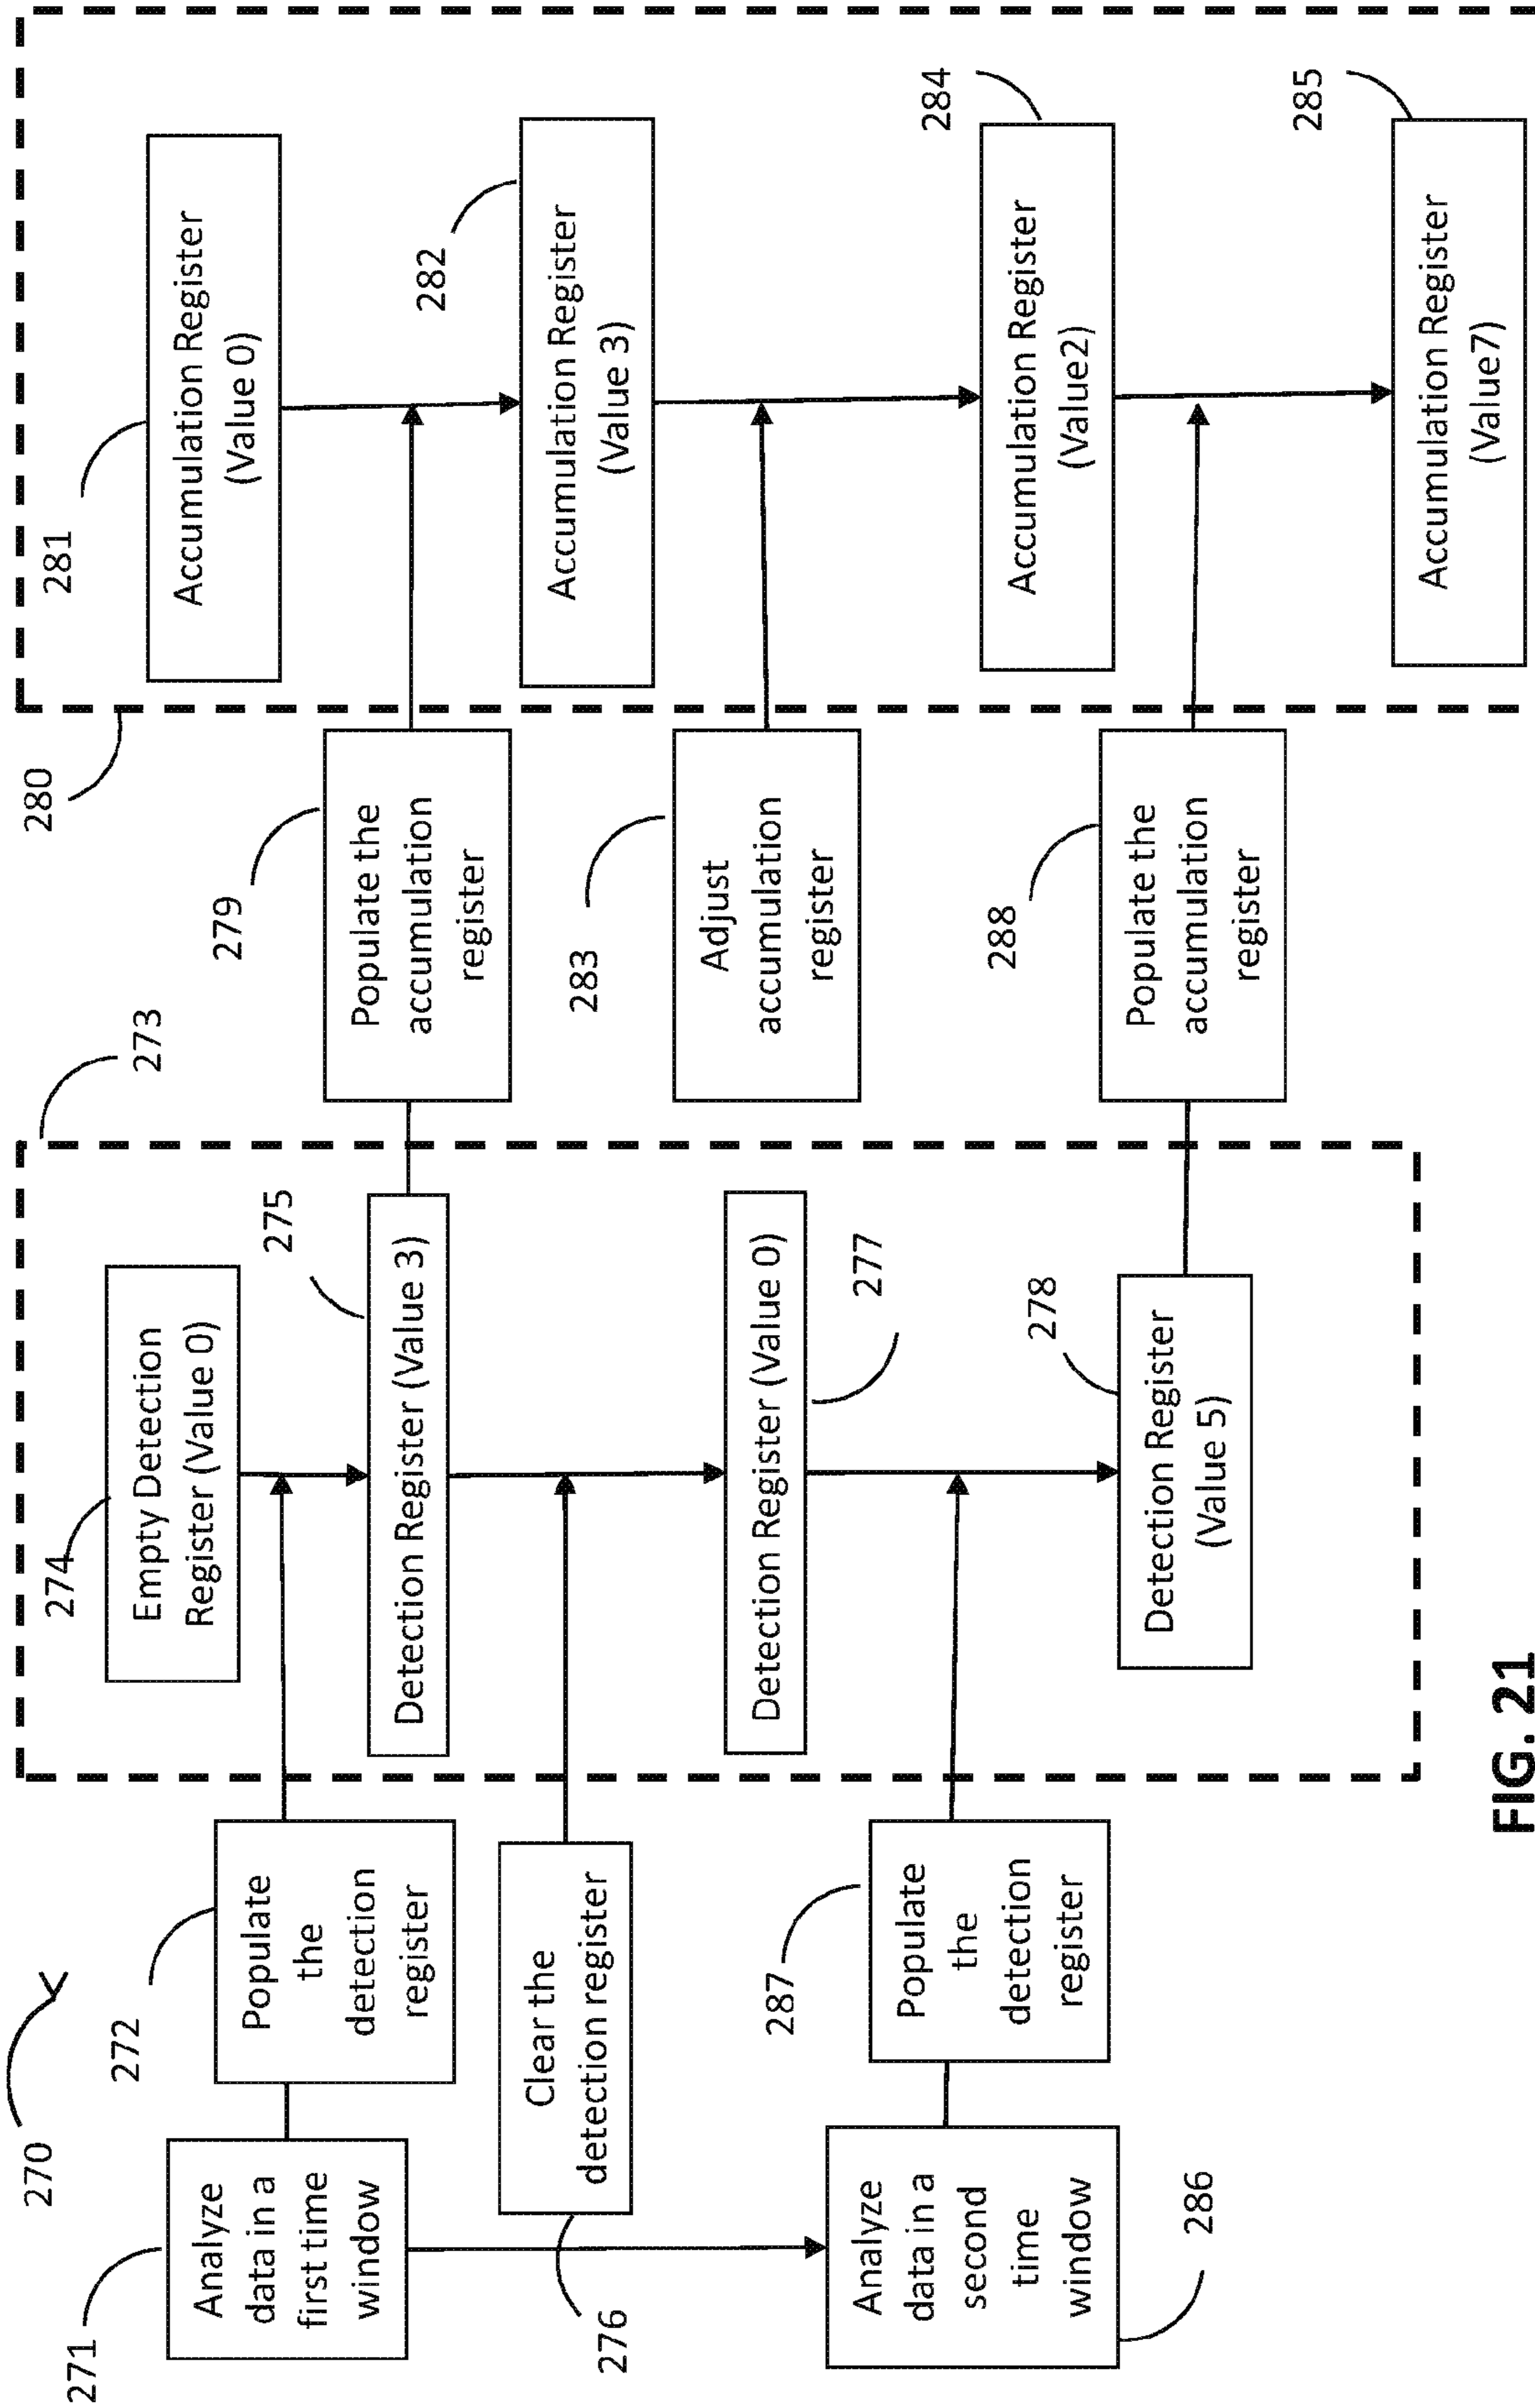 270
271
Analyze
data in a
first time
window
272
Populate
the
detection
register
276
Clear the
detection register
286
Analyze
data in a
second
time
window
287
Populate
the
detection
register
273
274
Empty Detection
Register (Value 0)
275
Detection Register (Value 3)
277
Detection Register (Value 0)
278
Detection Register
(Value 5)
279
Populate the
accumulation
register
283
Adjust
accumulation
register
288
Populate the
accumulation
register
280
281
Accumulation Register
(Value 0)
282
Accumulation Register
(Value 3)
284
Accumulation Register
(Value2)
285
Accumulation Register
(Value7)
FIG. 21